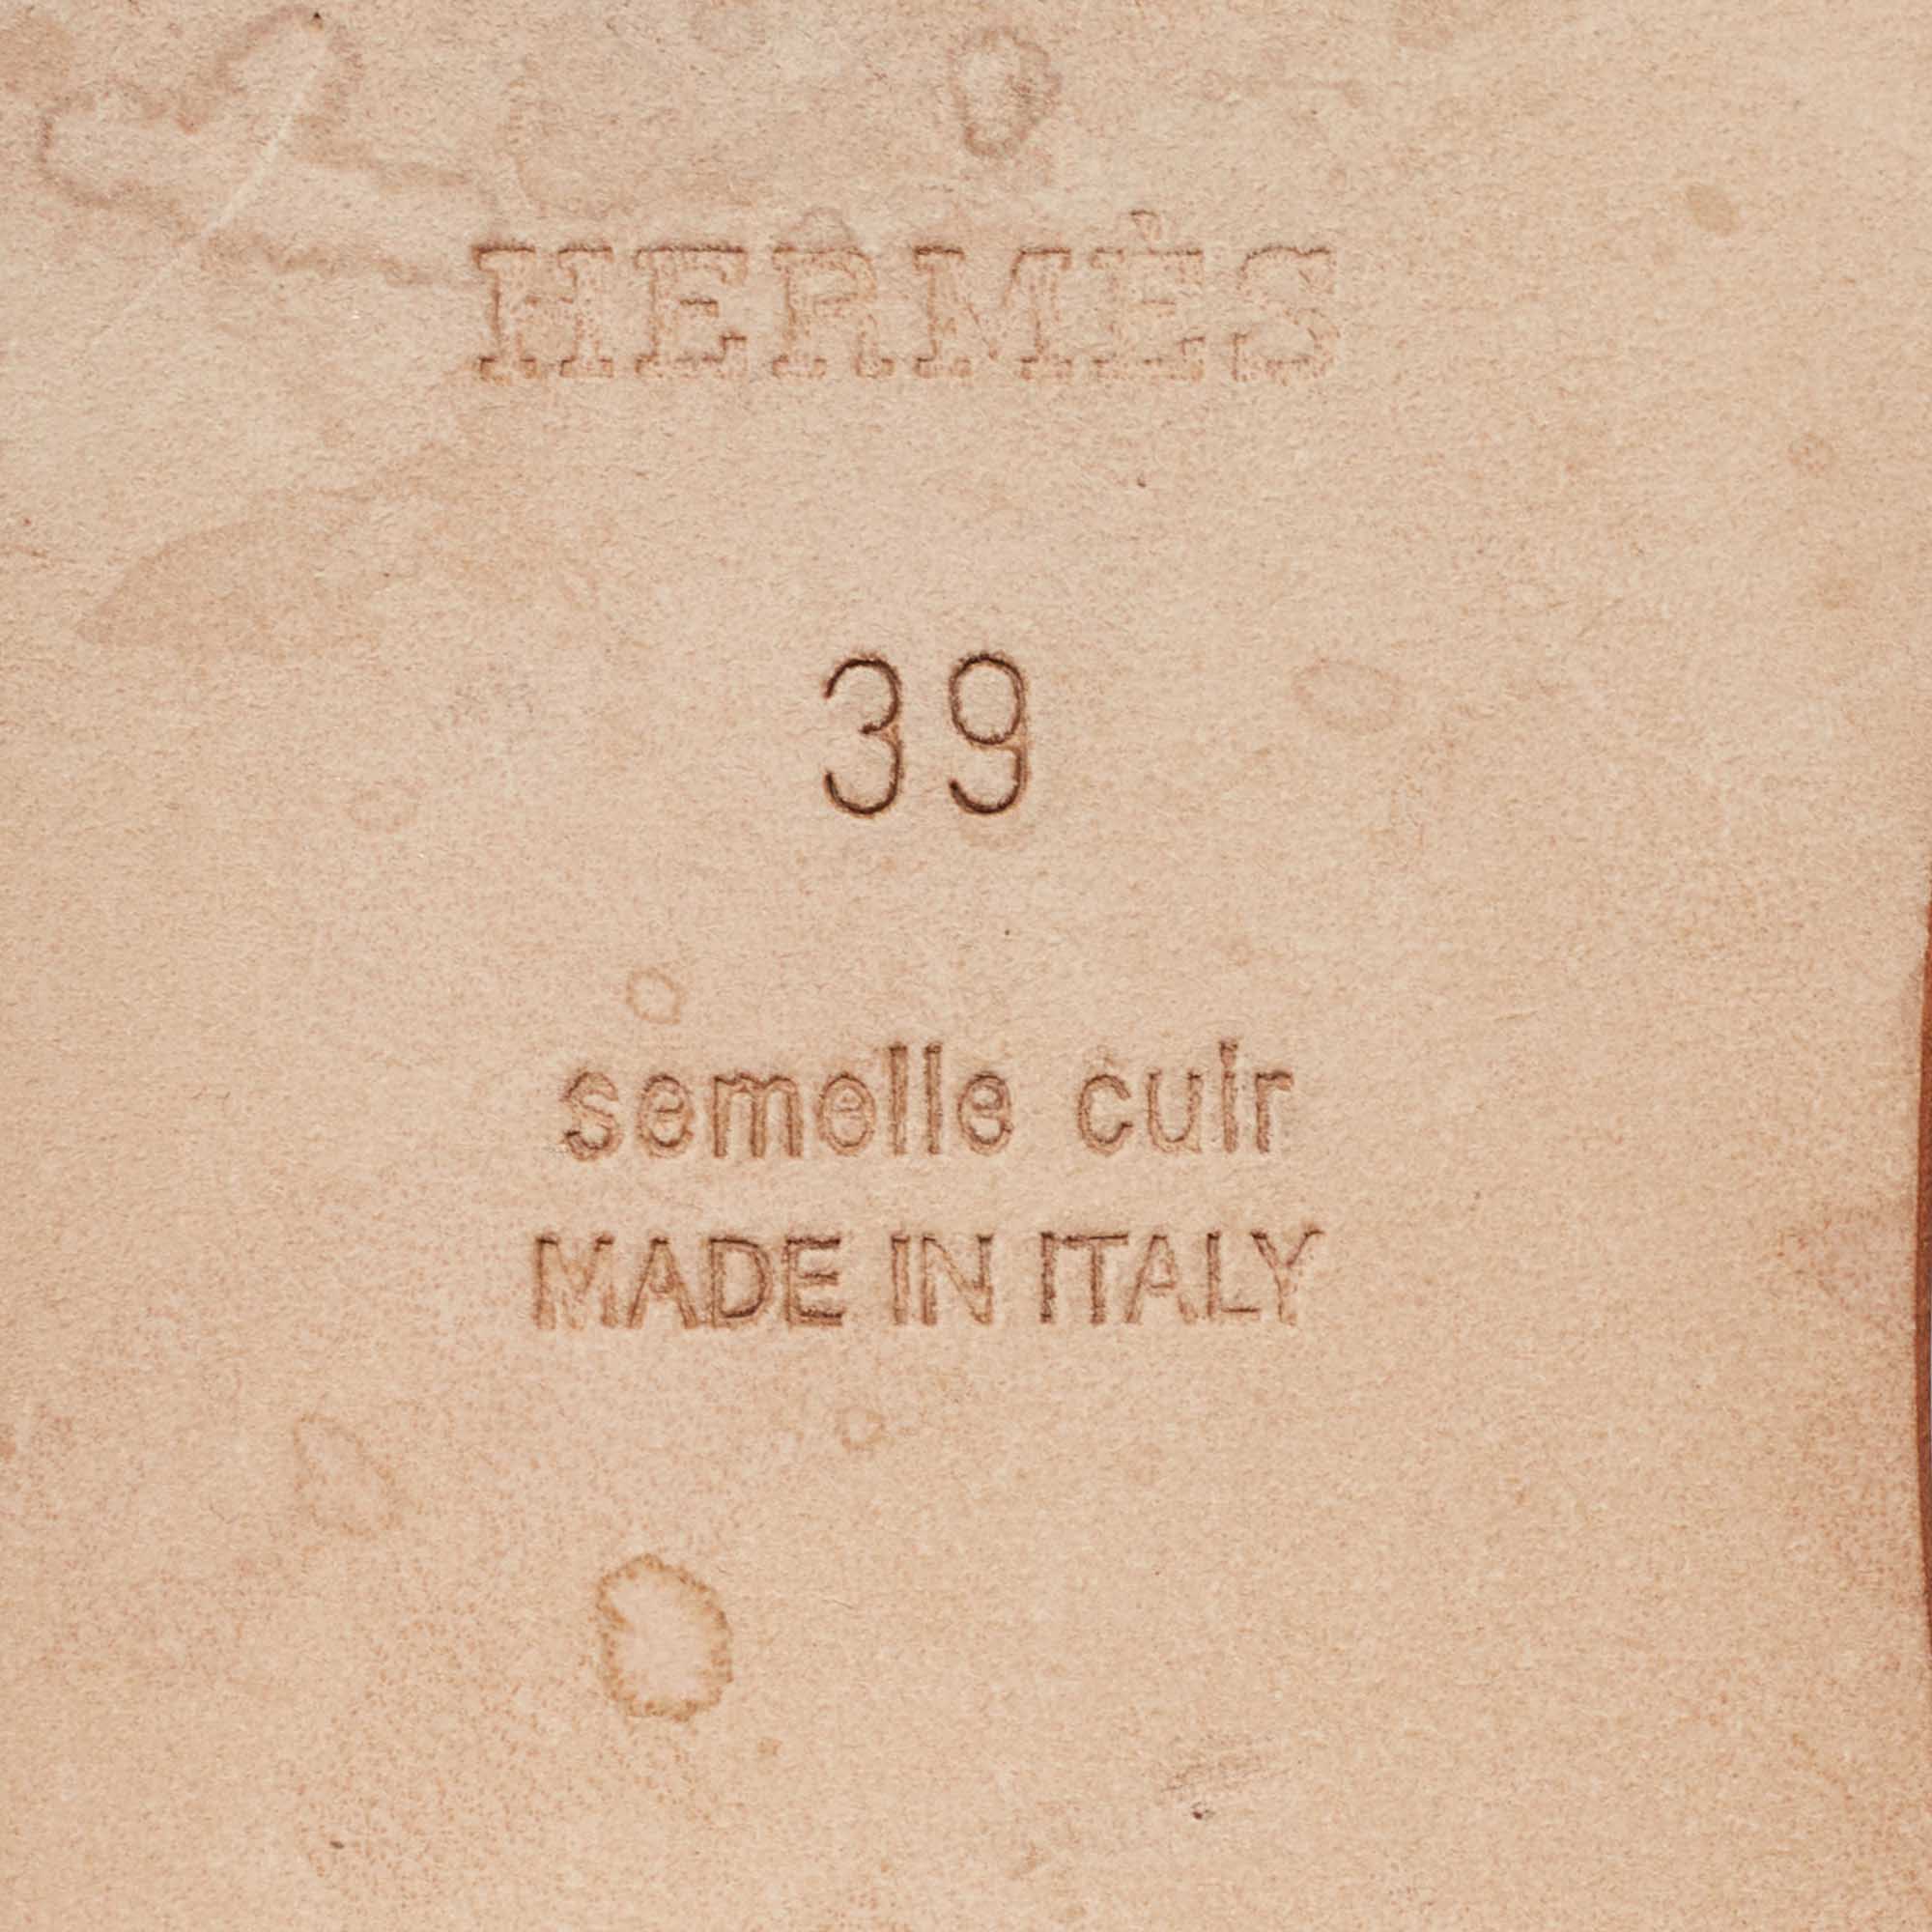 HERMÈS
39
semelle cuir
MADE IN ITALY